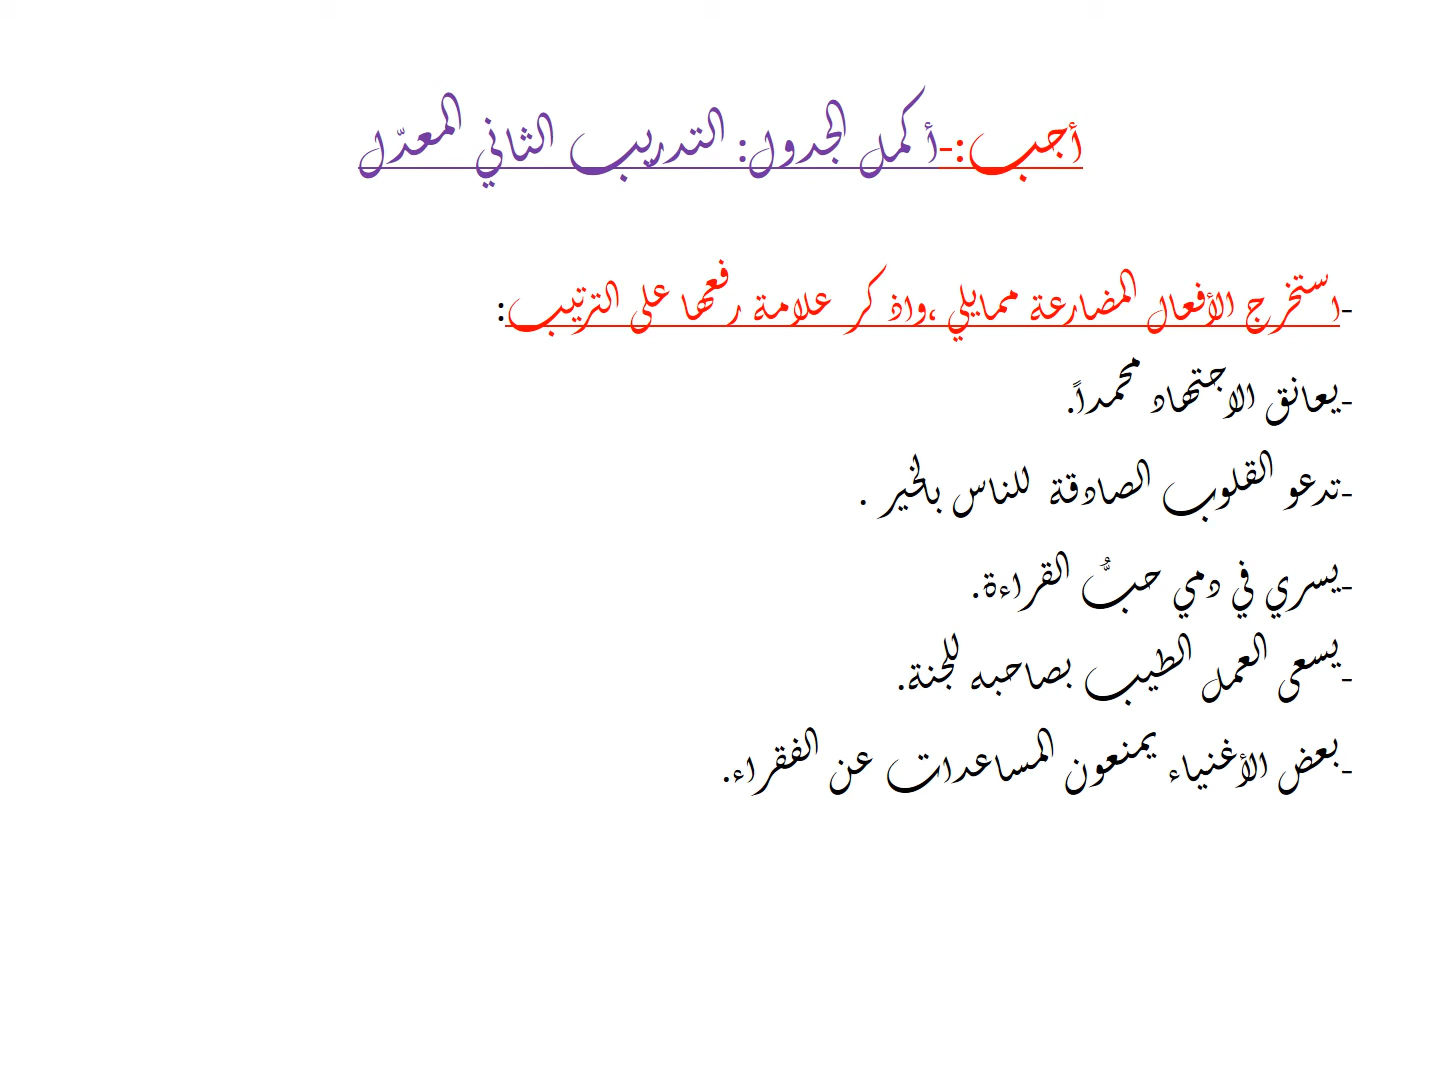 أجب:-أكمل الجدول: التدريب الثاني المعدّل
-استخرج الأفعال المضارعة ممايلي ،واذكر علامة رفعها على الترتيب:
-يعانق الاجتهاد محمداً.
-تدعو القلوب الصادقة للناس بالخير .
-يسري في دمي حبُّ القراءة.
-يسعى العمل الطيب بصاحبه للجنة.
-بعض الأغنياء يمنعون المساعدات عن الفقراء.